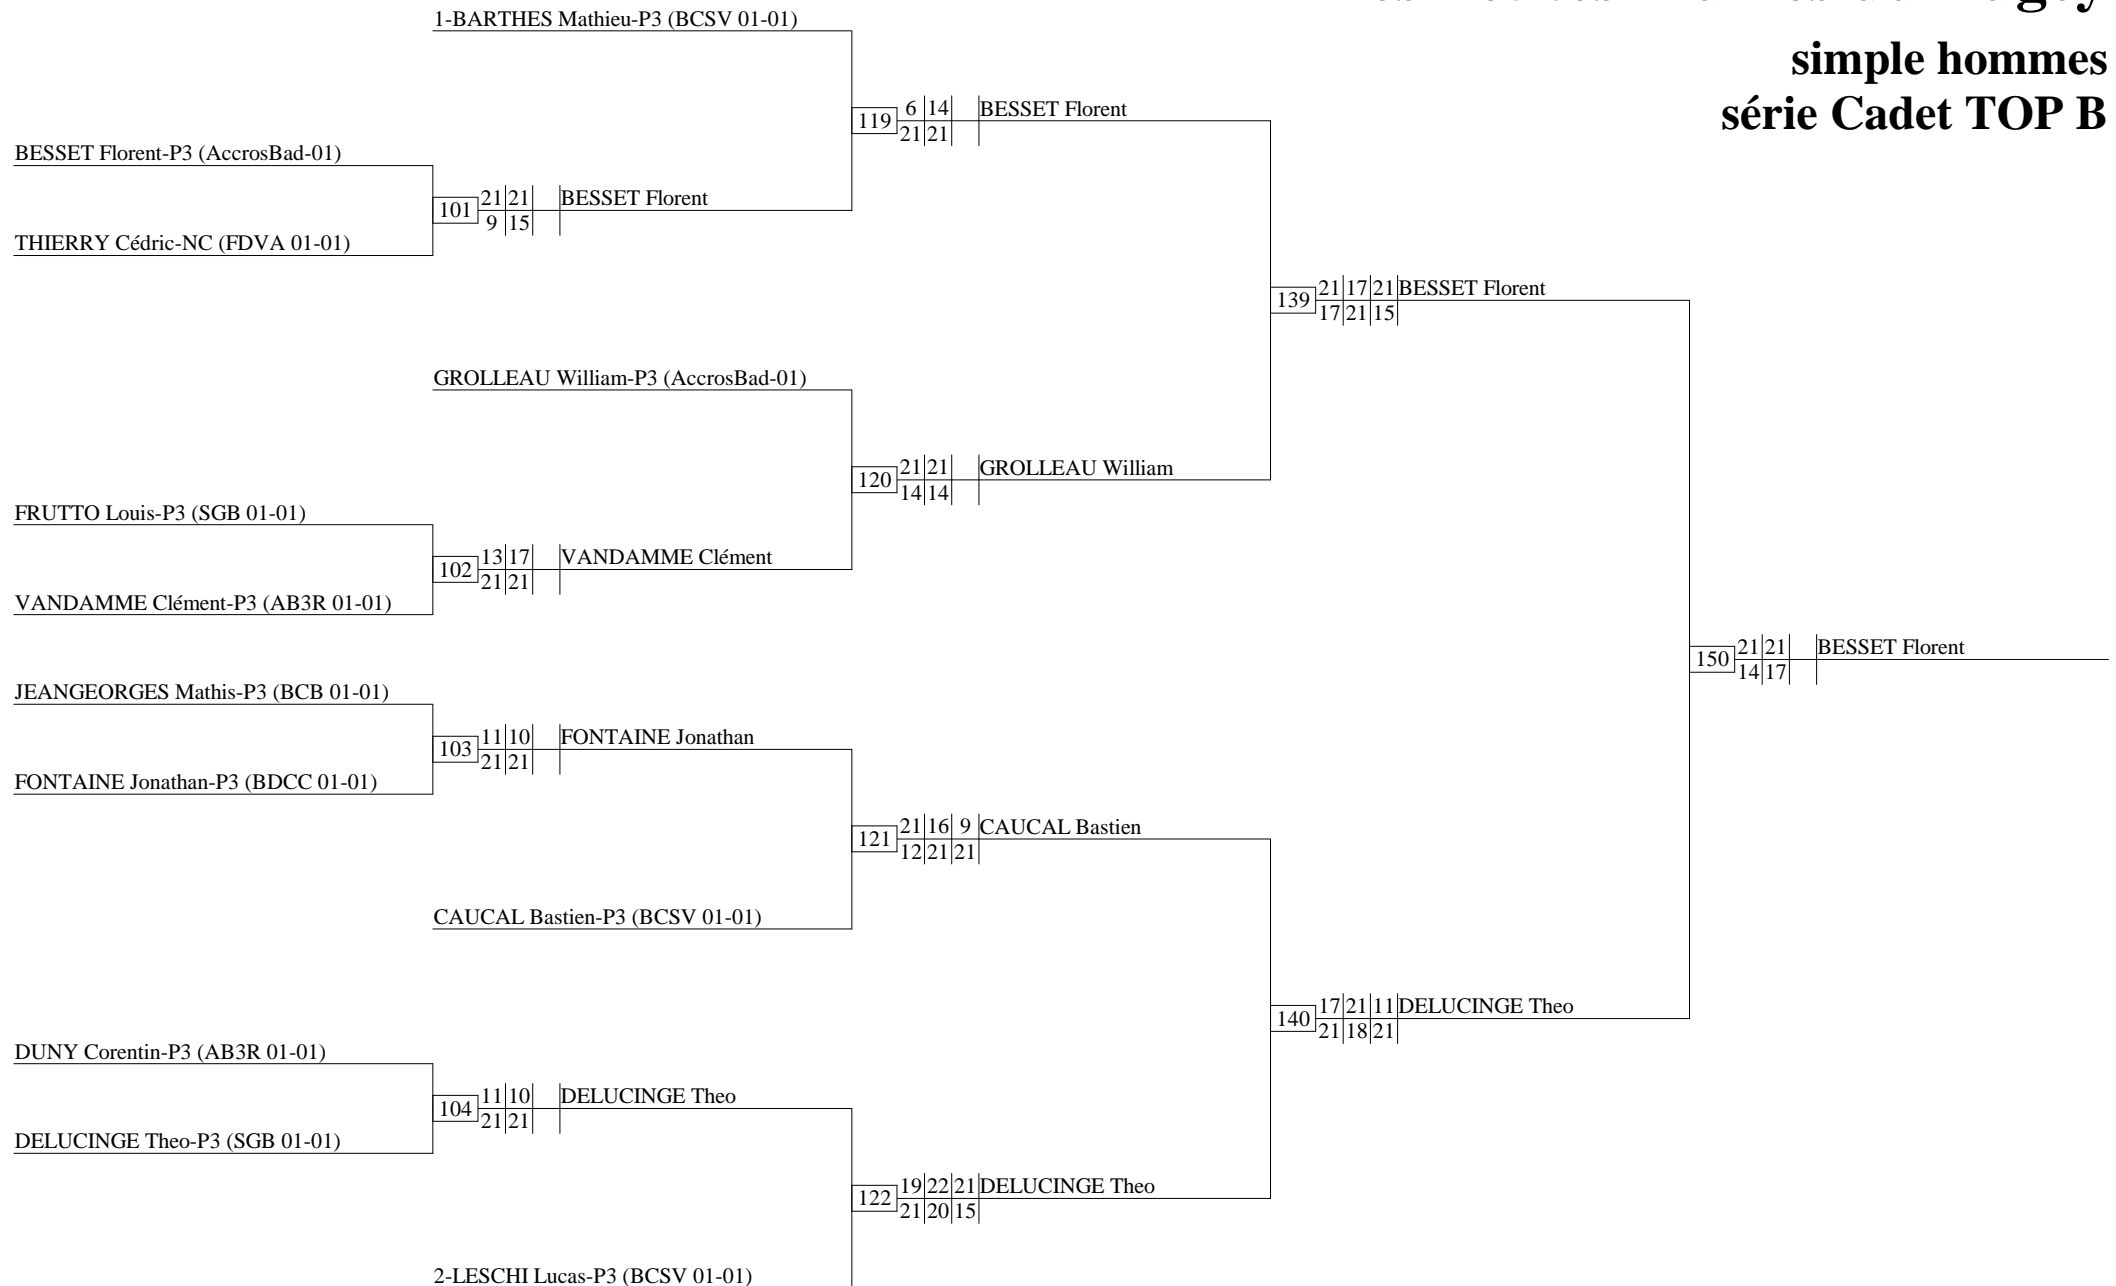 simple hommes
série Cadet TOP B
1-BARTHES Mathieu-P3 (BCSV 01-01)
119 6 14 BESSET Florent
21 21
BESSET Florent-P3 (AccrosBad-01)
101 21 21 BESSET Florent
9 15
THIERRY Cédric-NC (FDVA 01-01)
139 21 17 21 BESSET Florent
17 21 15
GROLLEAU William-P3 (AccrosBad-01)
120 21 21 GROLLEAU William
14 14
FRUTTO Louis-P3 (SGB 01-01)
102 13 17 VANDAMME Clément
21 21
VANDAMME Clément-P3 (AB3R 01-01)
150 21 21 BESSET Florent
14 17
JEANGEORGES Mathis-P3 (BCB 01-01)
103 11 10 FONTAINE Jonathan
21 21
FONTAINE Jonathan-P3 (BDCC 01-01)
121 21 16 9 CAUCAL Bastien
12 21 21
CAUCAL Bastien-P3 (BCSV 01-01)
140 17 21 11 DELUCINGE Theo
21 18 21
DUNY Corentin-P3 (AB3R 01-01)
104 11 10 DELUCINGE Theo
21 21
DELUCINGE Theo-P3 (SGB 01-01)
122 19 22 21 DELUCINGE Theo
21 20 15
2-LESCHI Lucas-P3 (BCSV 01-01)